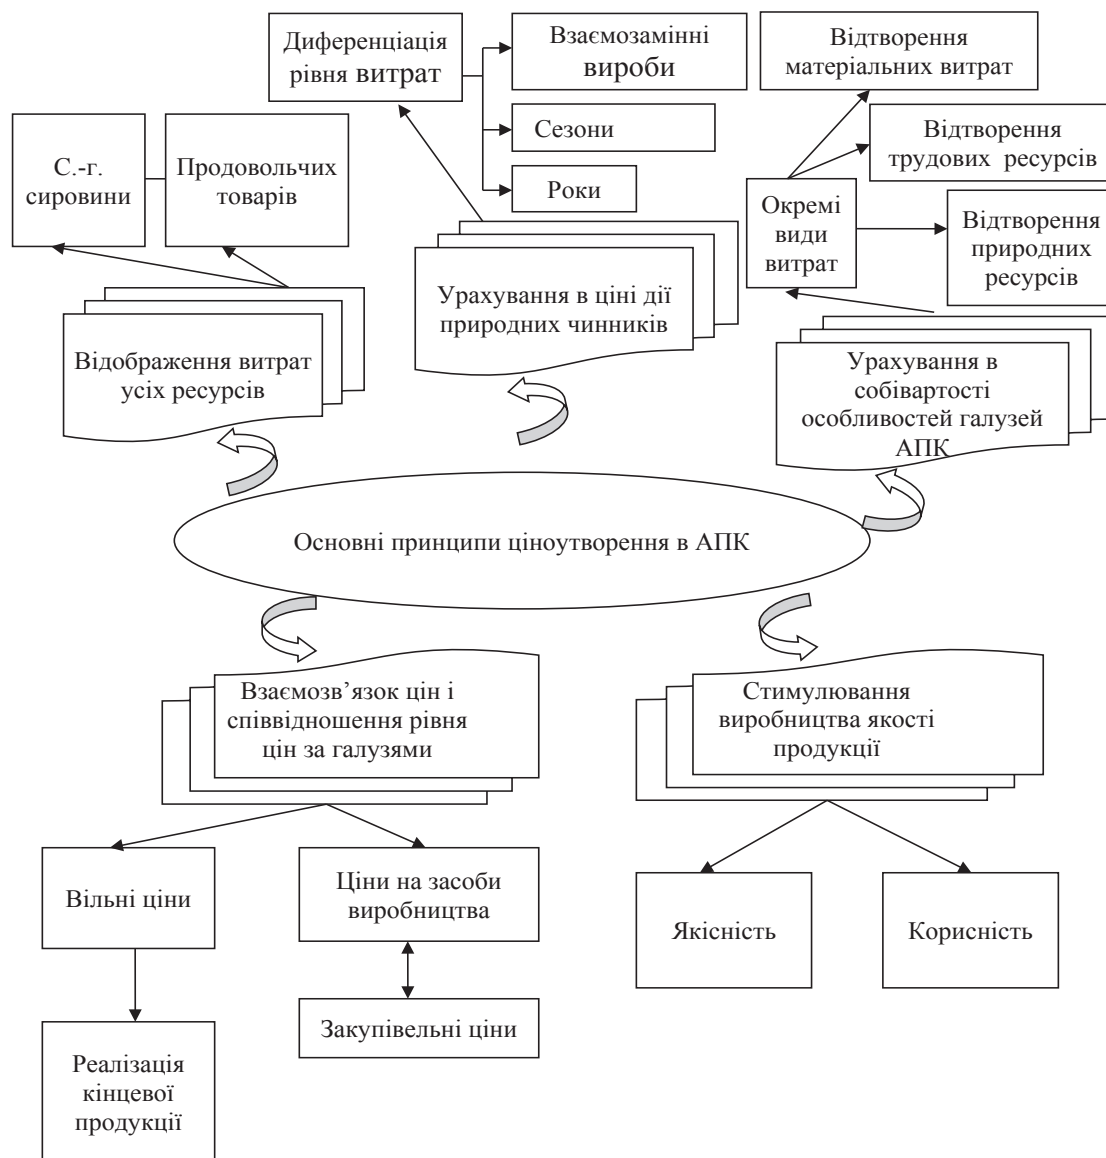 Диференціація
рівня витрат
Взаємозамінні
вироби
Сезони
Роки
Відтворення
матеріальних витрат
Відтворення
трудових ресурсів
Відтворення
природних
ресурсів
Окремі
види
витрат
С.-г.
сировини
Продовольчих
товарів
Відображення витрат
усіх ресурсів
Урахування в ціні дії
природних чинників
Урахування в
собівартості
особливостей галузей
АПК
Основні принципи ціноутворення в АПК
Взаємозв’язок цін і
співвідношення рівня
цін за галузями
Стимулювання
виробництва якості
продукції
Вільні ціни
Ціни на засоби
виробництва
Якісність
Корисність
Реалізація
кінцевої
продукції
Закупівельні ціни